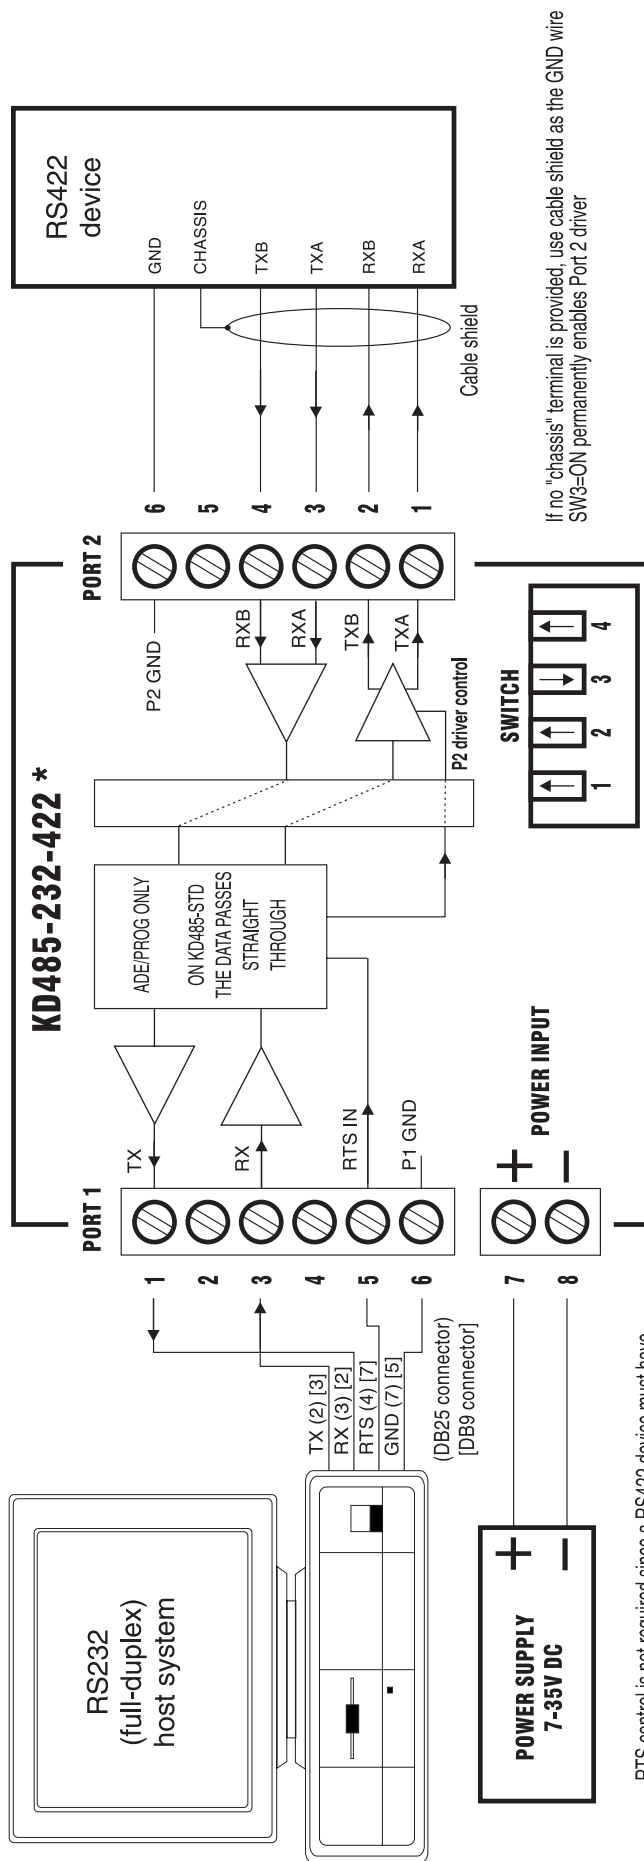 KD485-232-422 *
RS232
(full-duplex)
host system
TX (2) [3]
RX (3) [2]
RTS (4) [7]
GND (7) [5]
(DB25 connector)
[DB9 connector]
PORT 1
1
2
3
4
5
6
TX
RX
RTS IN
P1 GND
ADE/PROG ONLY
ON KD485-STD
THE DATA PASSES
STRAIGHT
THROUGH
P2 GND
RXB
RXA
TXB
TXA
P2 driver control
PORT 2
6
5
4
3
2
1
RS422
device
GND
CHASSIS
TXB
TXA
RXB
RXA
Cable shield
POWER SUPPLY
7-35V DC
+
–
7
8
+
–
POWER INPUT
SWITCH
1
2
3
4
If no "chassis" terminal is provided, use cable shield as the GND wire
SW3=ON permanently enables Port 2 driver
RTS control is not required since a RS422 device must have